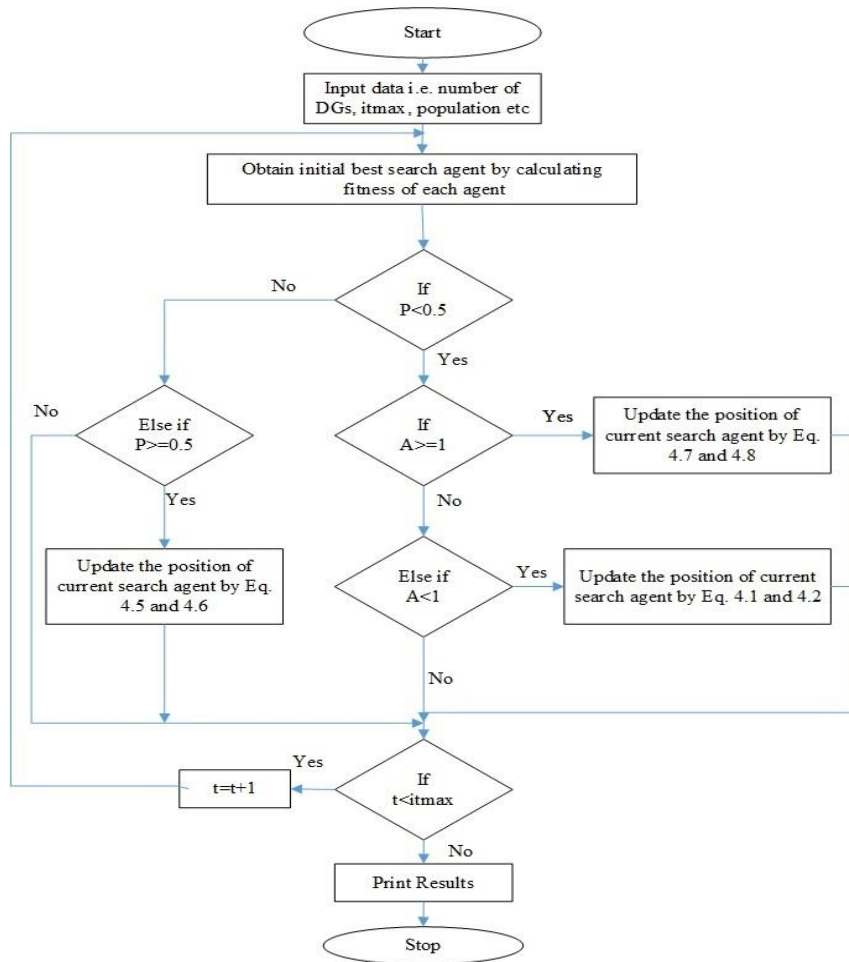 Start
Input data i.e. number of
DGs, itmax, population etc
Obtain initial best search agent by calculating
fitness of each agent
No
If
P<0.5
Yes
No
Else if
P>=0.5
If
A>=1
Yes
Update the position of
current search agent by Eq.
4.7 and 4.8
Yes
No
Update the position of
current search agent by Eq.
4.5 and 4.6
Else if
A<1
Yes
Update the position of current
search agent by Eq. 4.1 and 4.2
No
Yes
t=t+1
If
t<itmax
No
Print Results
Stop